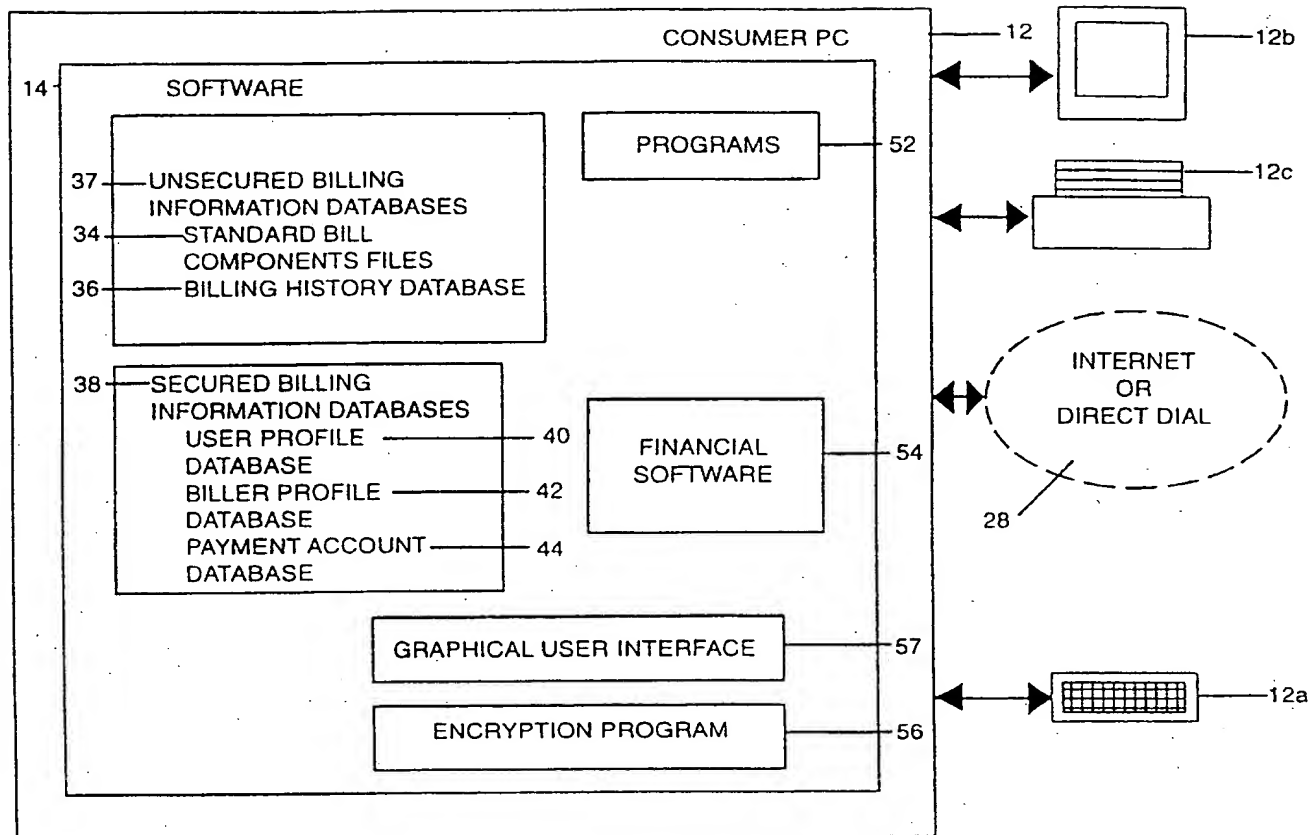 CONSUMER PC
12
12b
14
SOFTWARE
PROGRAMS
52
12c
37
UNSECURED BILLING
INFORMATION DATABASES
34
STANDARD BILL
COMPONENTS FILES
36
BILLING HISTORY DATABASE
38
SECURED BILLING
INFORMATION DATABASES
USER PROFILE
40
DATABASE
BILLER PROFILE
42
DATABASE
PAYMENT ACCOUNT
44
DATABASE
FINANCIAL
SOFTWARE
54
INTERNET
OR
DIRECT DIAL
28
GRAPHICAL USER INTERFACE
57
ENCRYPTION PROGRAM
56
12a